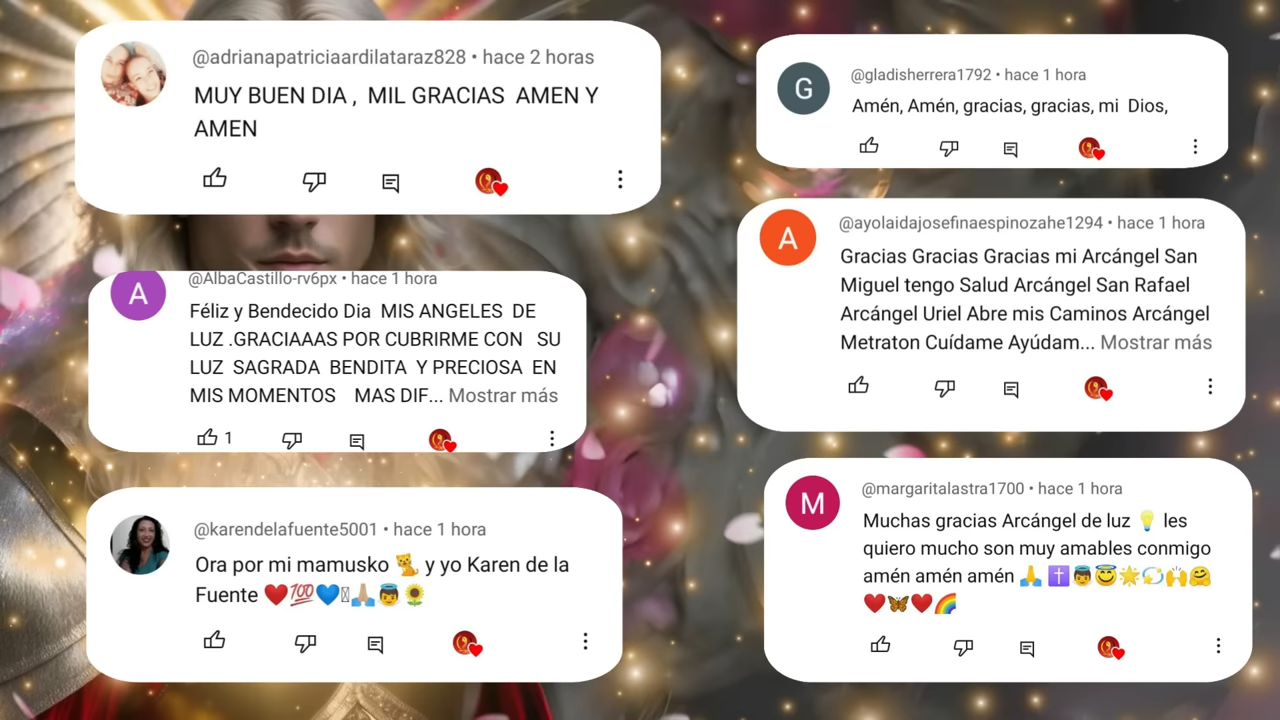 @adrianapatriciaardilataraz828 • hace 2 horas
MUY BUEN DIA , MIL GRACIAS AMEN Y
AMEN
@AlbaCastillo-rv6px • hace 1 hora
A
Féliz y Bendecido Dia MIS ANGELES DE
LUZ .GRACIAAAS POR CUBRIRME CON SU
LUZ SAGRADA BENDITA Y PRECIOSA EN
MIS MOMENTOS MAS DIF... Mostrar más
1
@karendelafuente5001 • hace 1 hora
Ora por mi mamusko 🐈 y yo Karen de la
Fuente ❤️💯💙🙏🏼👼🌻
G
@gladisherrera1792 • hace 1 hora
Amén, Amén, gracias, gracias, mi Dios,
A
@ayolaidajosefinaespinozahe1294 • hace 1 hora
Gracias Gracias Gracias mi Arcángel San
Miguel tengo Salud Arcángel San Rafael
Arcángel Uriel Abre mis Caminos Arcángel
Metraton Cuídame Ayúdam... Mostrar más
M
@margaritalastra1700 • hace 1 hora
Muchas gracias Arcángel de luz 💡 les
quiero mucho son muy amables conmigo
amén amén amén 🙏✝️👼😇🌟💫🙌🤗
❤️🦋❤️🌈